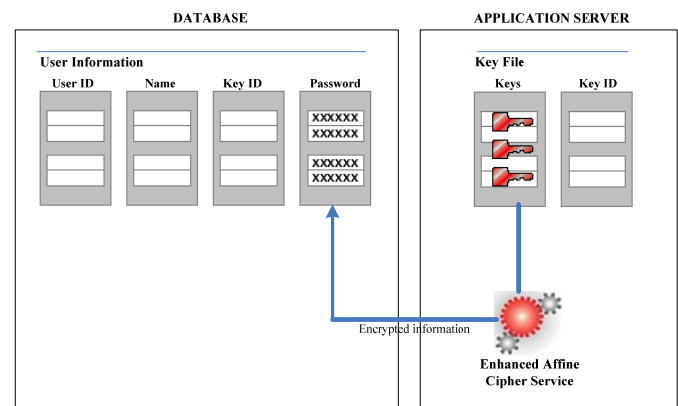 DATABASE
APPLICATION SERVER
User Information
User ID Name Key ID Password
XXXXXX
XXXXXX
XXXXXX
XXXXXX
Key File
Keys Key ID
Encrypted information
Enhanced Affine
Cipher Service